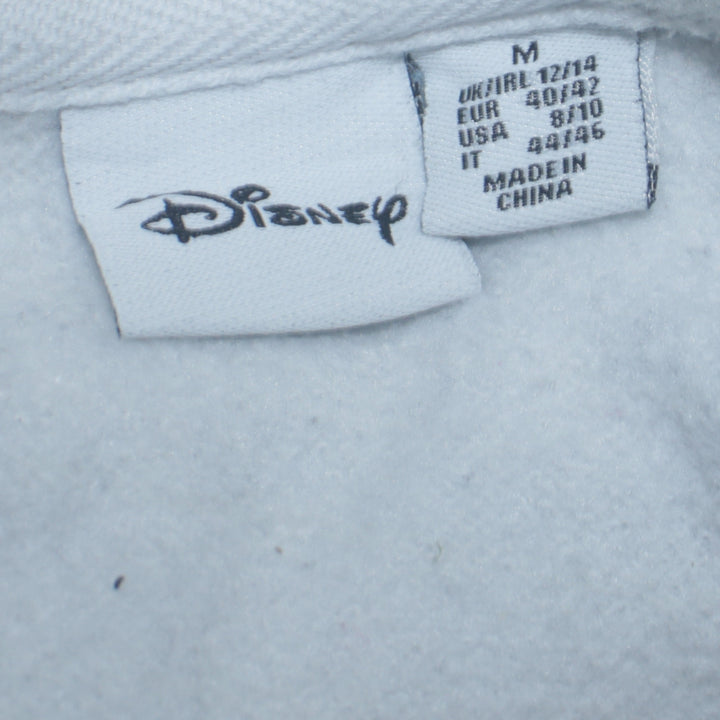 Disney
M
UK/IRL 12/14
EUR 40/42
USA 8/10
IT 44/46
MADE IN
CHINA